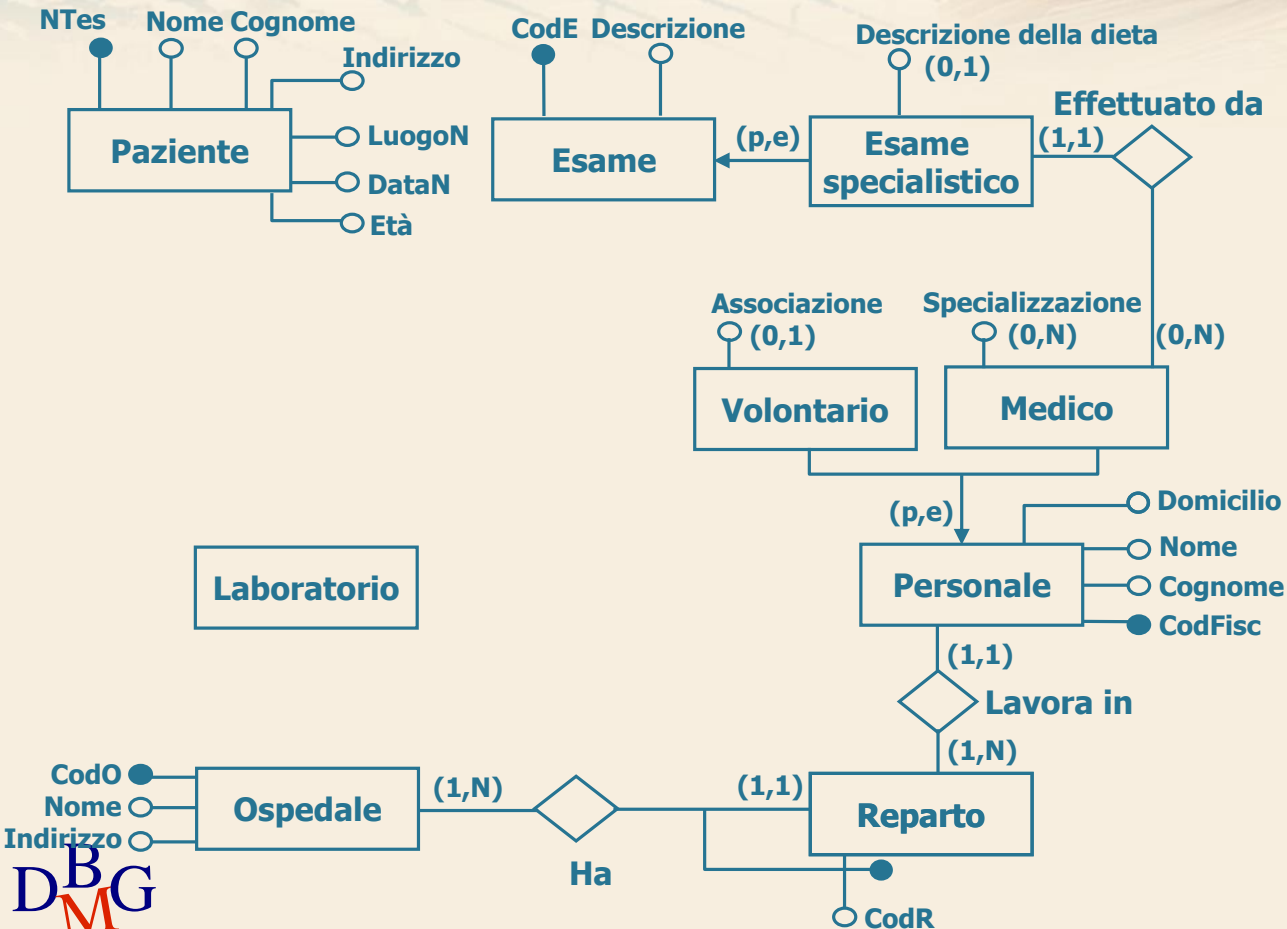 NTes Nome Cognome
Indirizzo
Paziente
LuogoN
DataN
Età
CodE Descrizione
Esame
(p,e)
Descrizione della dieta
(0,1)
Esame
specialistico
Effettuato da
(1,1)
(0,N)
Associazione
(0,1)
Volontario
Specializzazione
(0,N)
Medico
(p,e)
Domicilio
Nome
Cognome
CodFisc
Personale
(1,1)
Lavora in
(1,N)
Laboratorio
CodO
Nome
Indirizzo
Ospedale
(1,N)
Ha
(1,1)
Reparto
CodR
DBMG